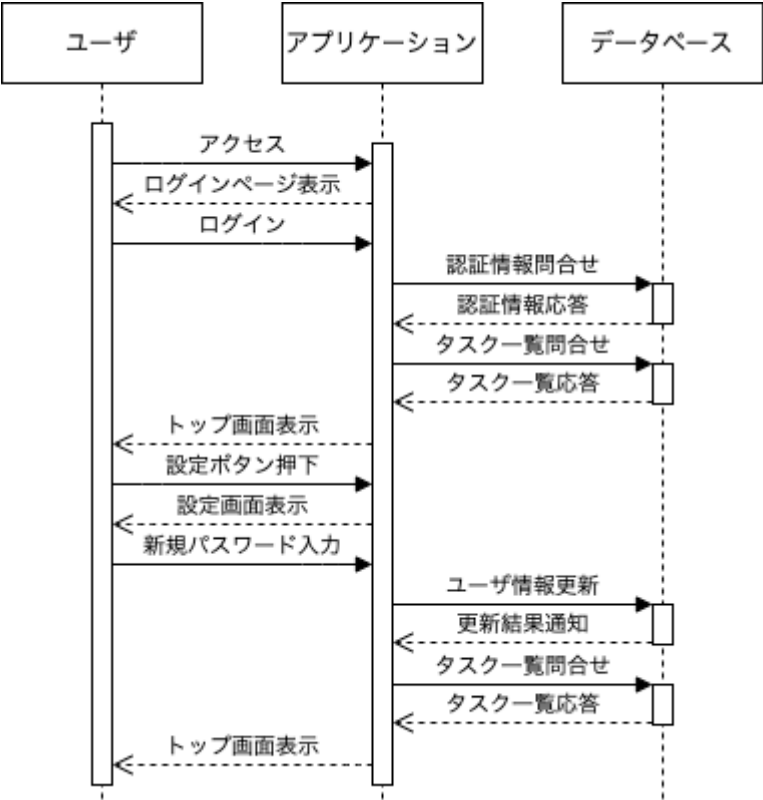 ユーザ
アプリケーション
データベース
アクセス
ログインページ表示
ログイン
認証情報問合せ
認証情報応答
タスク一覧問合せ
タスク一覧応答
トップ画面表示
設定ボタン押下
設定画面表示
新規パスワード入力
ユーザ情報更新
更新結果通知
タスク一覧問合せ
タスク一覧応答
トップ画面表示